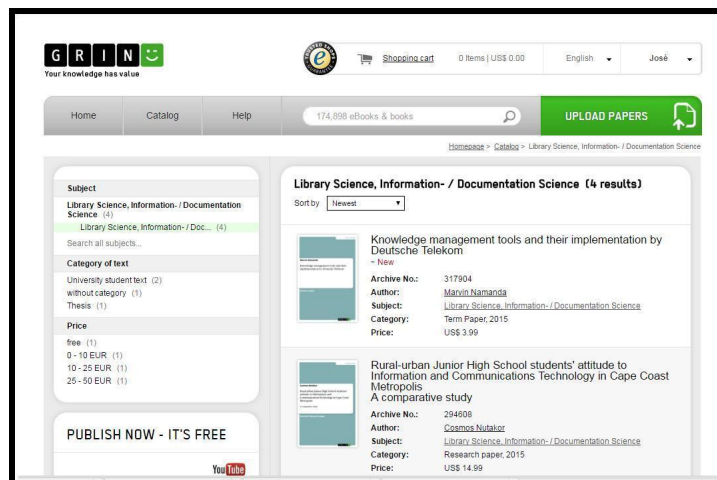 GRIN
Your knowledge has value
TRUSTED SHOPS
GUARANTEE
Shopping cart
0 Items | US$ 0.00
English
José
Home
Catalog
Help
174,898 eBooks & books
UPLOAD PAPERS
Homepage > Catalog > Library Science, Information- / Documentation Science
Subject
Library Science, Information- / Documentation
Science (4)
Library Science, Information- / Doc... (4)
Search all subjects...
Category of text
University student text (2)
without category (1)
Thesis (1)
Price
free (1)
0 - 10 EUR (1)
10 - 25 EUR (1)
25 - 50 EUR (1)
PUBLISH NOW - IT'S FREE
YouTube
Library Science, Information- / Documentation Science (4 results)
Sort by Newest
Knowledge management tools and their implementation by
Deutsche Telekom
- New
Archive No.: 317904
Author: Marvin Namanda
Subject: Library Science, Information- / Documentation Science
Category: Term Paper, 2015
Price: US$ 3.99
Rural-urban Junior High School students' attitude to
Information and Communications Technology in Cape Coast
Metropolis
A comparative study
Archive No.: 294608
Author: Cosmos Nutakor
Subject: Library Science, Information- / Documentation Science
Category: Research paper, 2015
Price: US$ 14.99